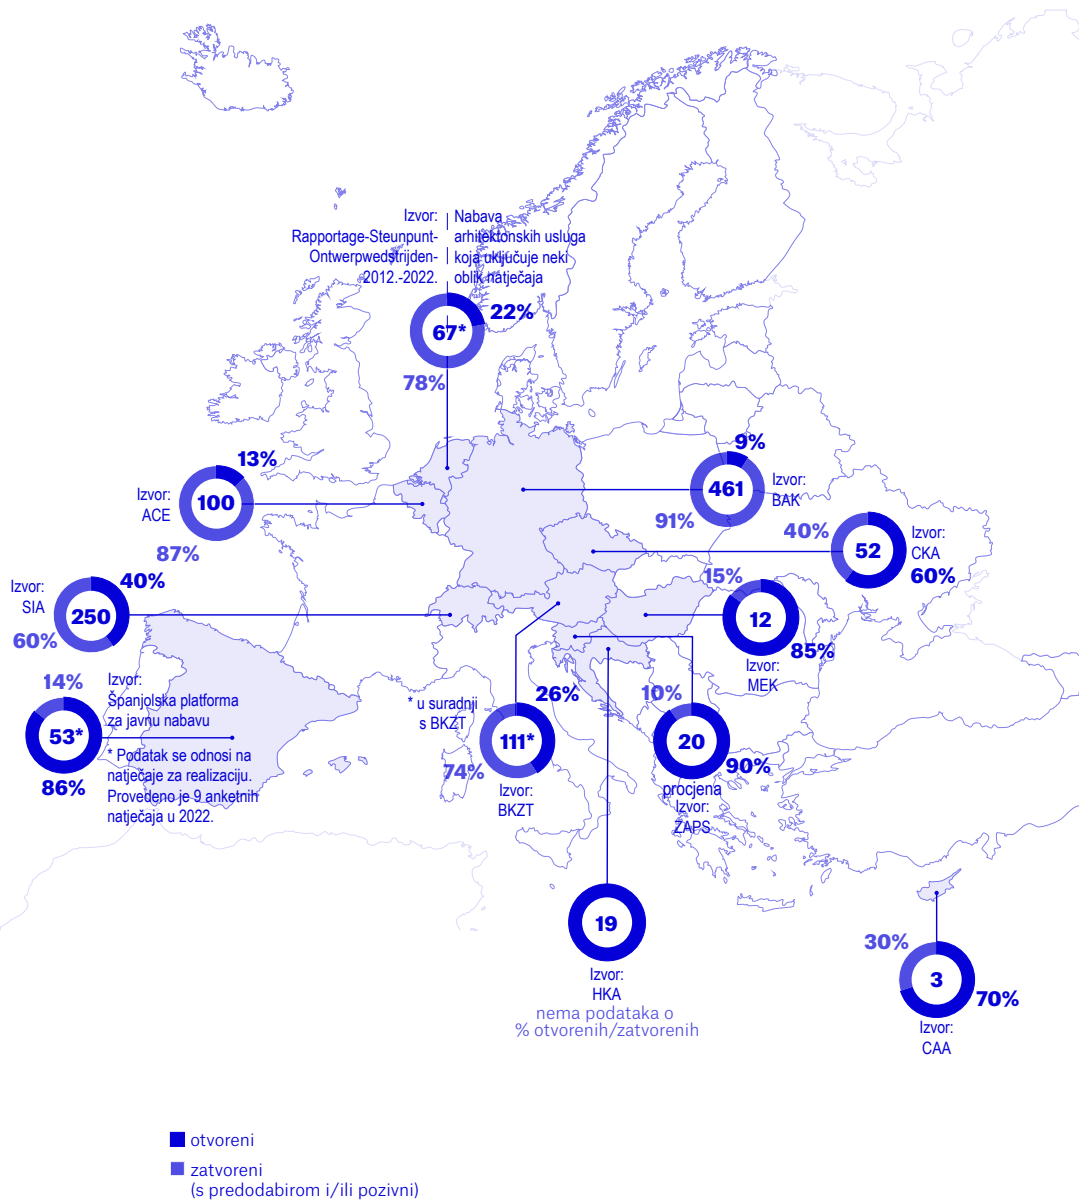 Izvor:
Rapportage-Steunpunt-
Ontwerpwedstrijden-
2012.-2022.
Nabava
arhitektonskih usluga
koja uključuje neki
oblik natječaja
67*
22%
78%
13%
100
Izvor:
ACE
87%
9%
461
Izvor:
BAK
91%
40%
52
Izvor:
CKA
60%
Izvor:
SIA
40%
250
60%
15%
12
85%
Izvor:
MEK
14%
53*
86%
Izvor:
Španjolska platforma
za javnu nabavu
* Podatak se odnosi na
natječaje za realizaciju.
Provedeno je 9 anketnih
natječaja u 2022.
* u suradnji
s BKZT
26%
111*
74%
Izvor:
BKZT
10%
20
90%
procjena
Izvor:
ZAPS
19
Izvor:
HKA
nema podataka o
% otvorenih/zatvorenih
30%
3
70%
Izvor:
CAA
otvoreni
zatvoreni
(s predodabirom i/ili pozivni)